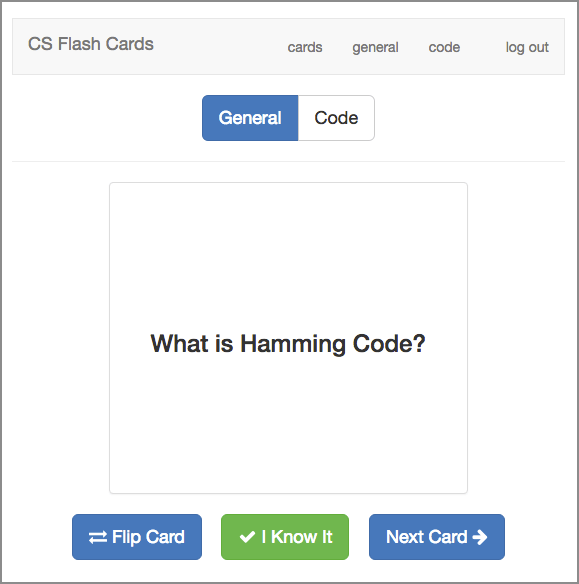 CS Flash Cards cards general code log out
General Code
What is Hamming Code?
Flip Card I Know It Next Card